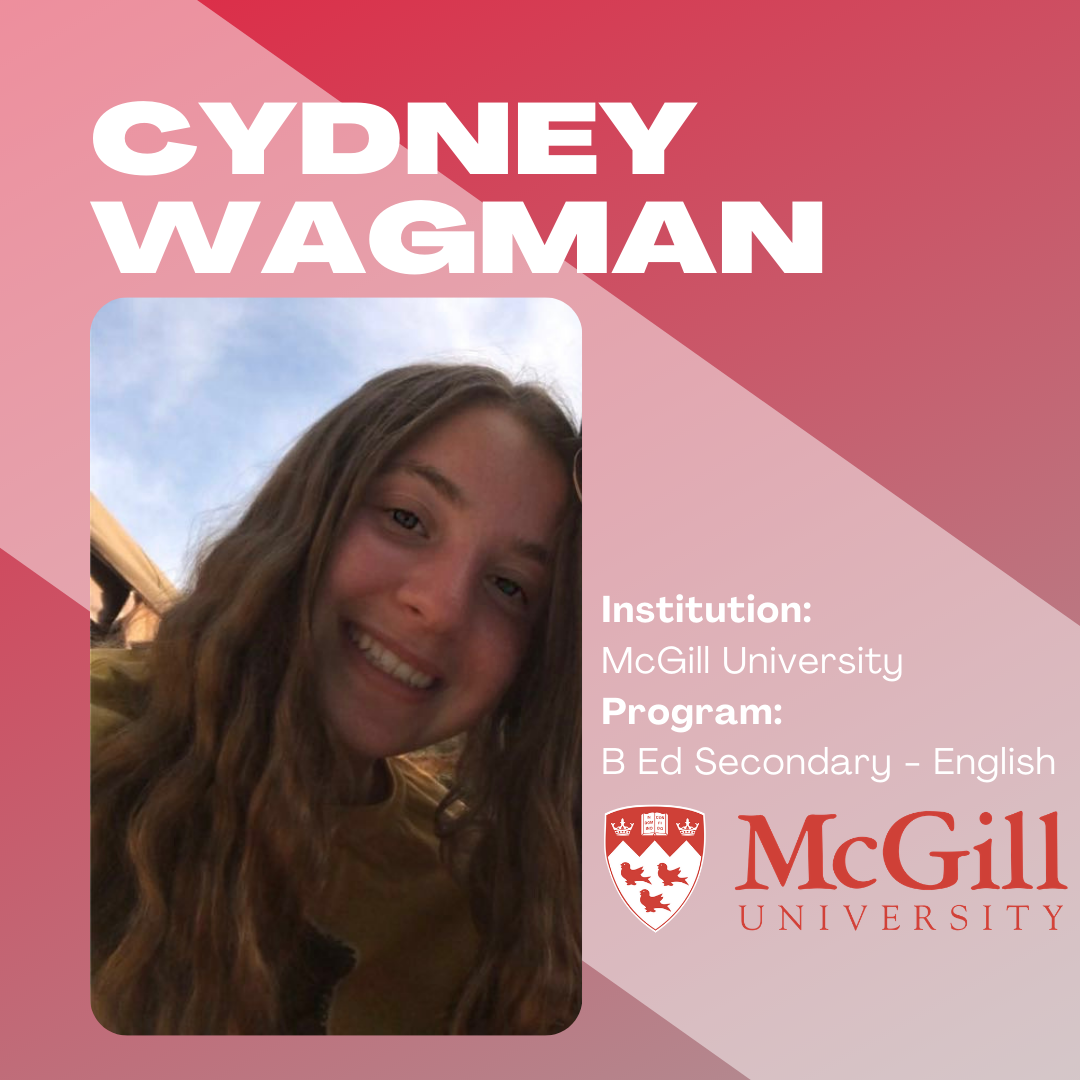 CYDNEY
WAGMAN
Institution:
McGill University
Program:
B Ed Secondary - English
McGill
UNIVERSITY